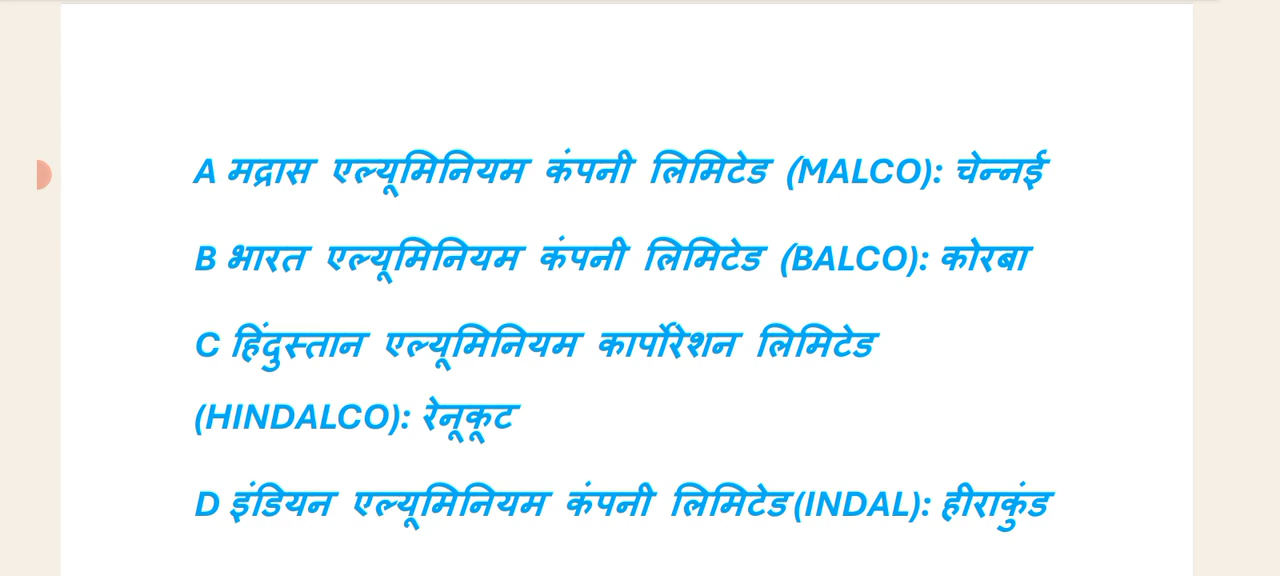 A मद्रास एल्यूमिनियम कंपनी लिमिटेड (MALCO): चेन्नई
B भारत एल्यूमिनियम कंपनी लिमिटेड (BALCO): कोरबा
C हिंदुस्तान एल्यूमिनियम कार्पोरेशन लिमिटेड
(HINDALCO): रेनूकूट
D इंडियन एल्यूमिनियम कंपनी लिमिटेड(INDAL): हीराकुंड